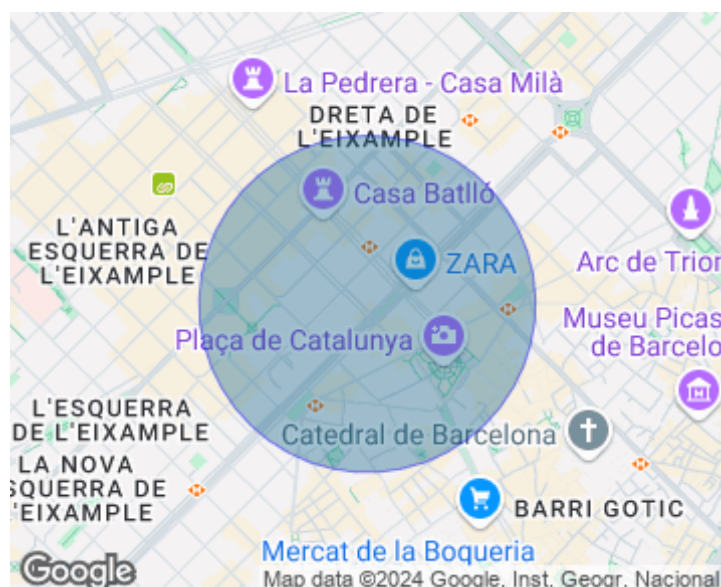 La Pedrera - Casa Milà
DRETA DE
L'EIXAMPLE
Casa Batlló
L'ANTIGA
ESQUERRA DE
L'EIXAMPLE
ZARA
Arc de Trion
Plaça de Catalunya
Museu Picas
de Barcelo
L'ESQUERRA
DE L'EIXAMPLE
Catedral de Barcelona
LA NOVA
SQUERRA DE
'EIXAMPLE
BARRI GOTIC
Mercat de la Boqueria
Google
Map data ©2024 Google, Inst. Geogr. Nacional